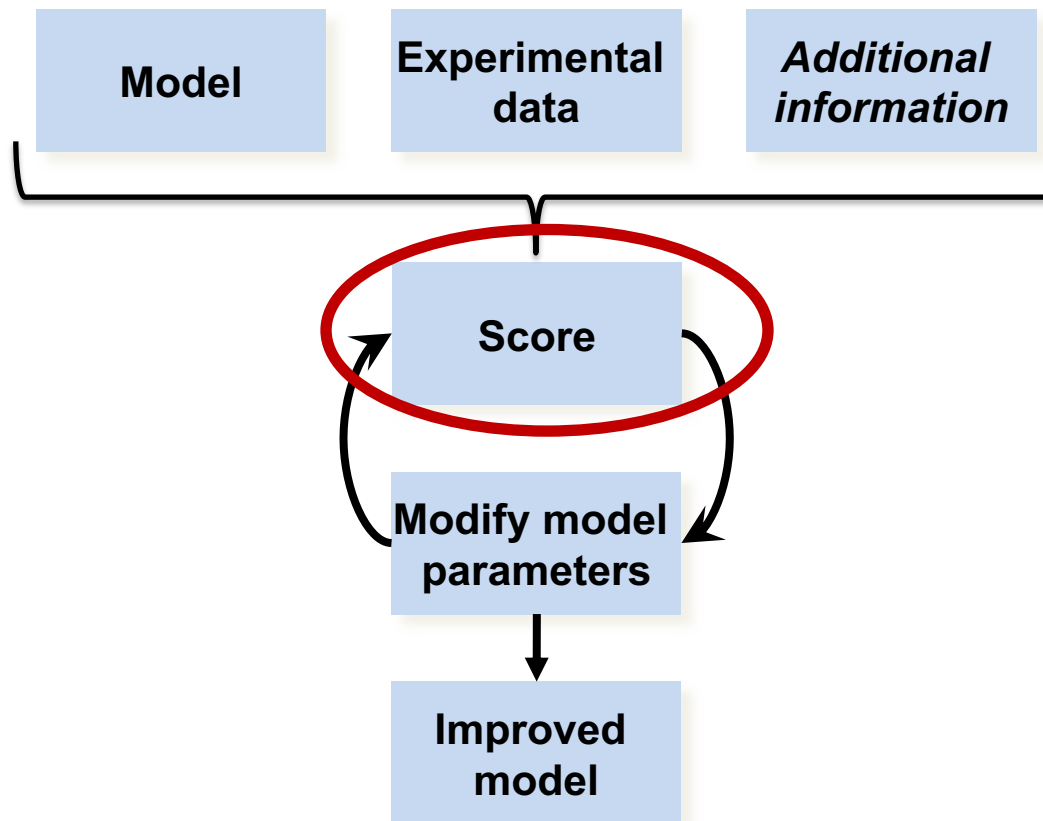 Model
Experimental
data
Additional
information
Score
Modify model
parameters
Improved
model